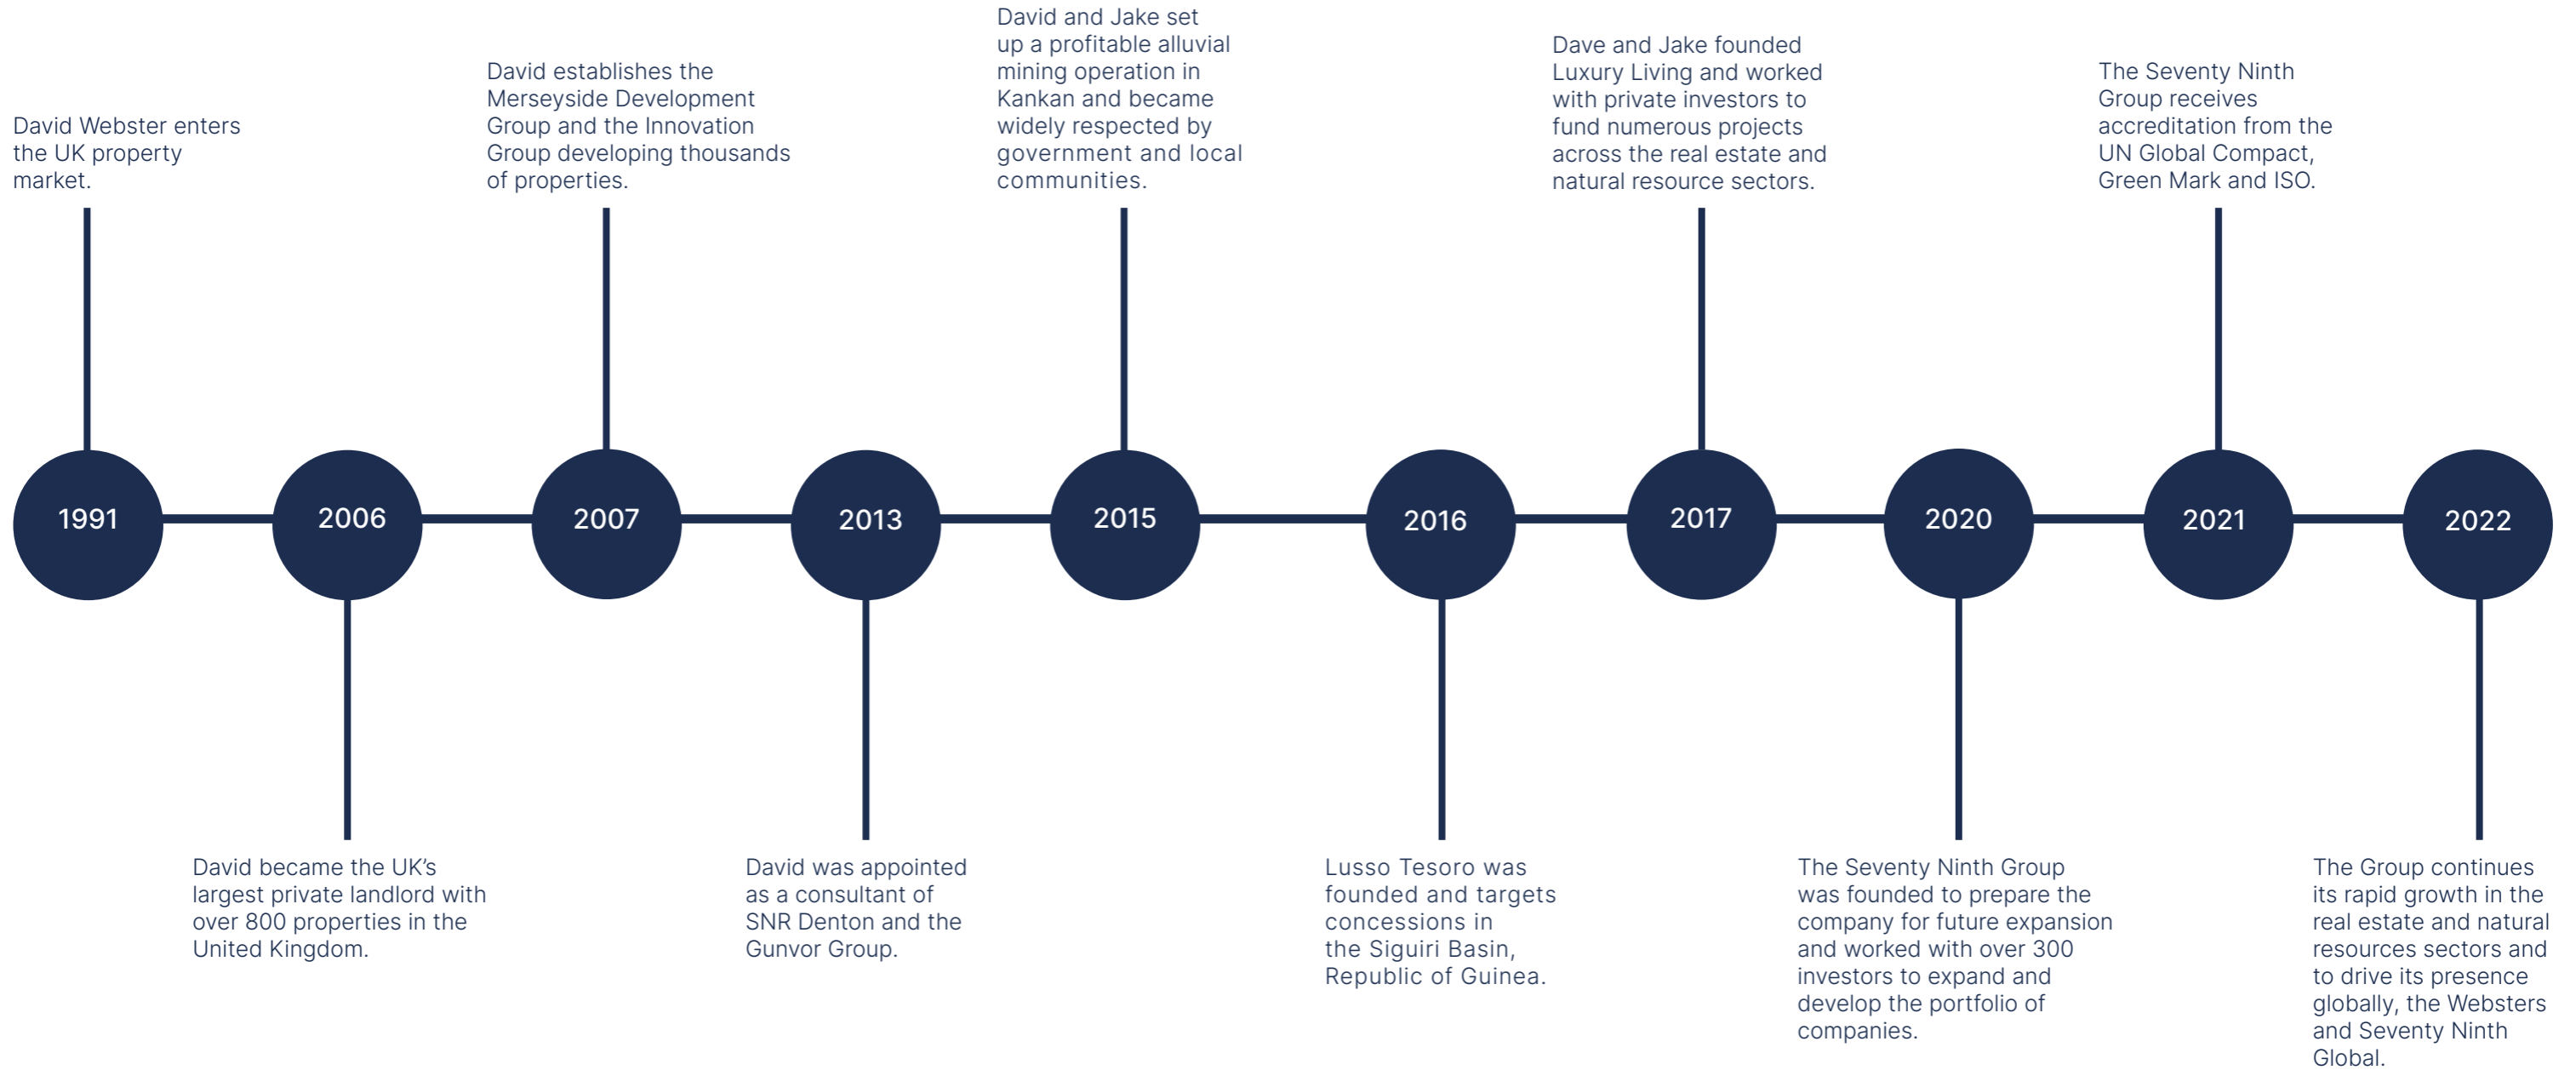 David Webster enters
the UK property
market.
1991
David became the UK’s
largest private landlord with
over 800 properties in the
United Kingdom.
2006
David establishes the
Merseyside Development
Group and the Innovation
Group developing thousands
of properties.
2007
David was appointed
as a consultant of
SNR Denton and the
Gunvor Group.
2013
David and Jake set
up a profitable alluvial
mining operation in
Kankan and became
widely respected by
government and local
communities.
2015
Lusso Tesoro was
founded and targets
concessions in
the Siguiri Basin,
Republic of Guinea.
2016
Dave and Jake founded
Luxury Living and worked
with private investors to
fund numerous projects
across the real estate and
natural resource sectors.
2017
The Seventy Ninth Group
was founded to prepare the
company for future expansion
and worked with over 300
investors to expand and
develop the portfolio of
companies.
2020
The Seventy Ninth
Group receives
accreditation from the
UN Global Compact,
Green Mark and ISO.
2021
The Group continues
its rapid growth in the
real estate and natural
resources sectors and
to drive its presence
globally, the Websters
and Seventy Ninth
Global.
2022